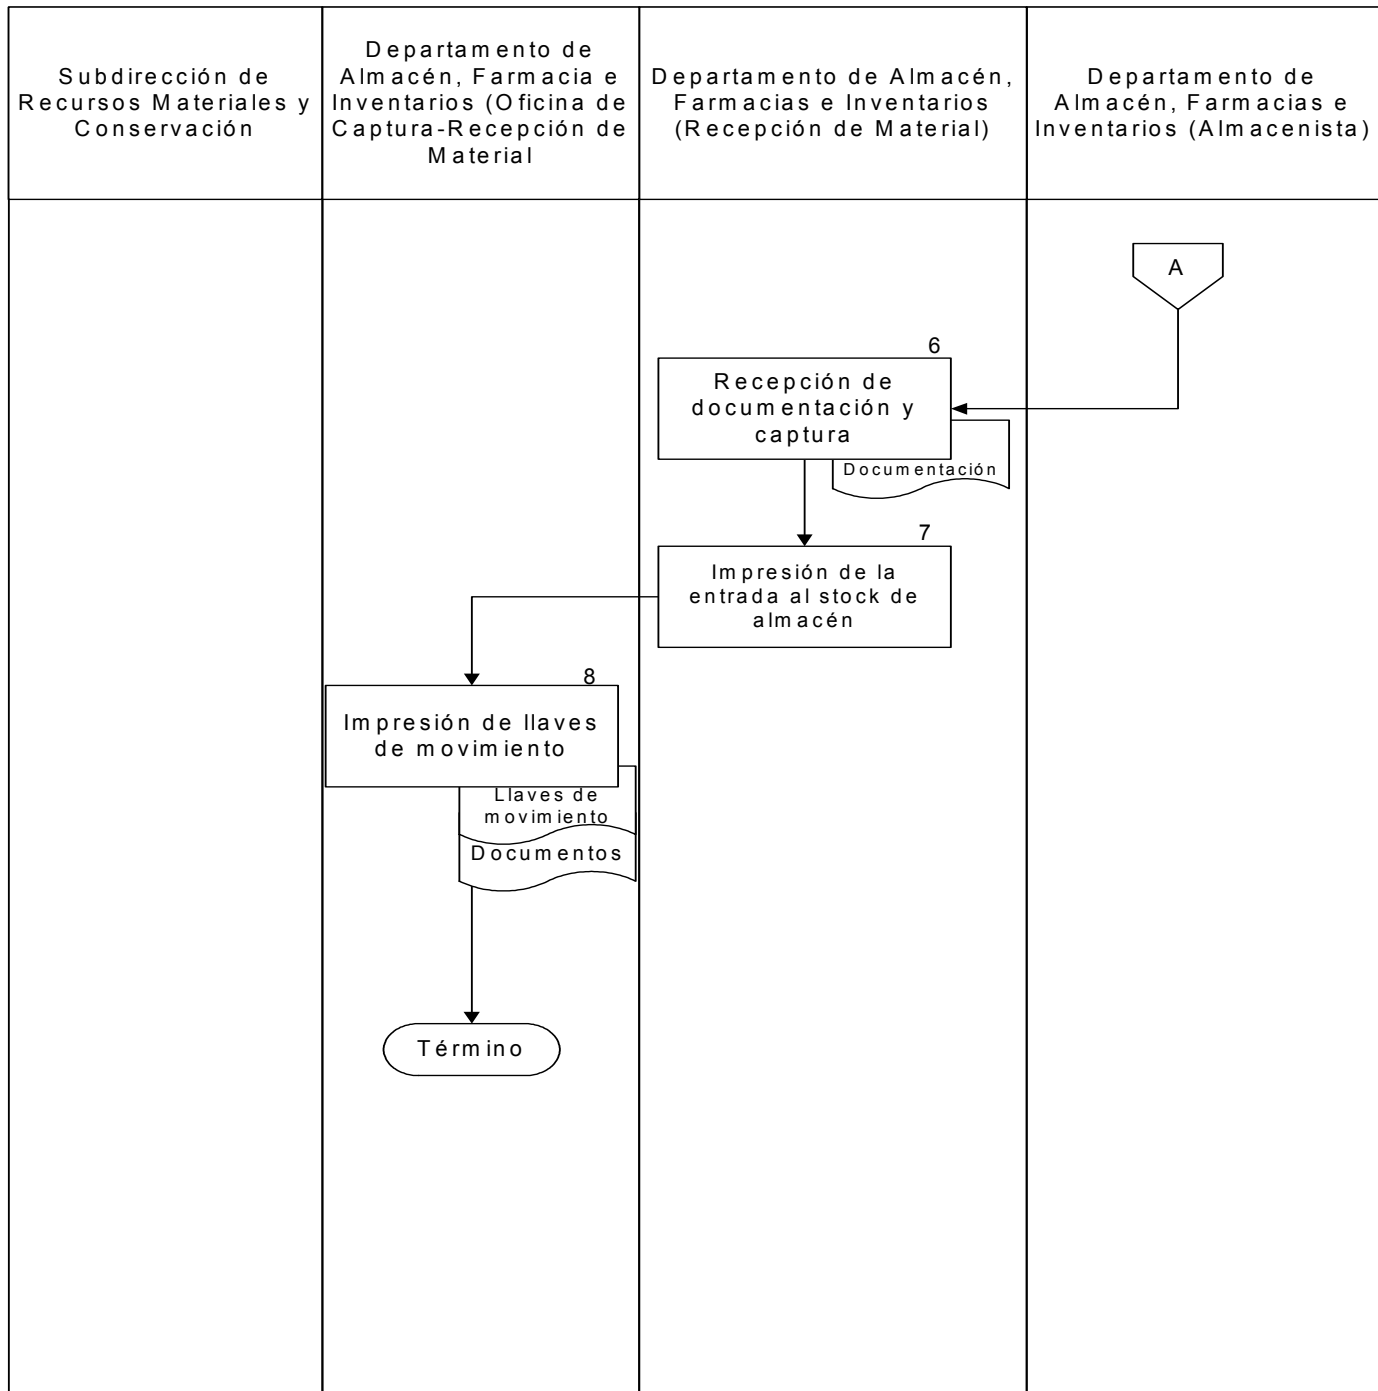 Subdirección de
Recursos Materiales y
Conservación
Departamento de
Almacén, Farmacia e
Inventarios (Oficina de
Captura-Recepción de
Material
Departamento de Almacén,
Farmacias e Inventarios
(Recepción de Material)
Departamento de
Almacén, Farmacias e
Inventarios (Almacenista)
A
6
Recepción de
documentación y
captura
Documentación
7
Impresión de la
entrada al stock de
almacén
8
Impresión de llaves
de movimiento
Llaves de
movimiento
Documentos
Término